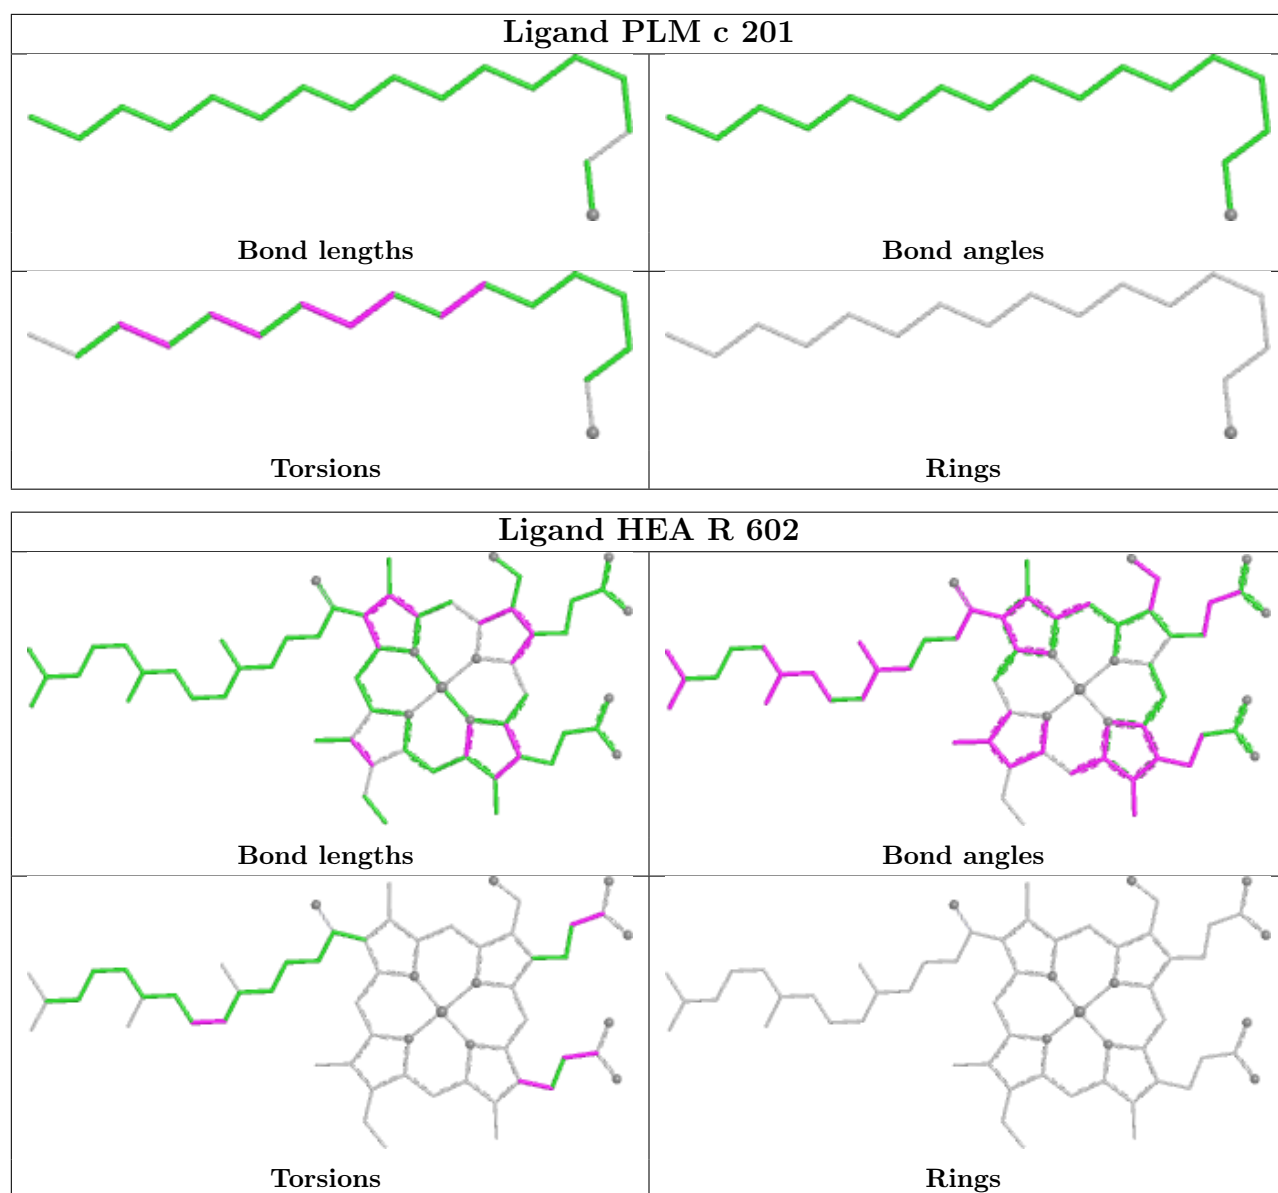 Ligand PLM c 201
Bond lengths
Bond angles
Torsions
Rings
Ligand HEA R 602
Bond lengths
Bond angles
Torsions
Rings